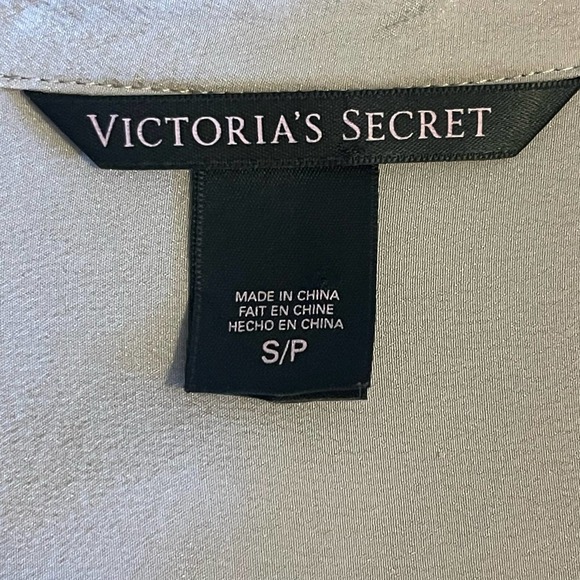 VICTORIA'S SECRET
MADE IN CHINA
FAIT EN CHINE
HECHO EN CHINA
S/P